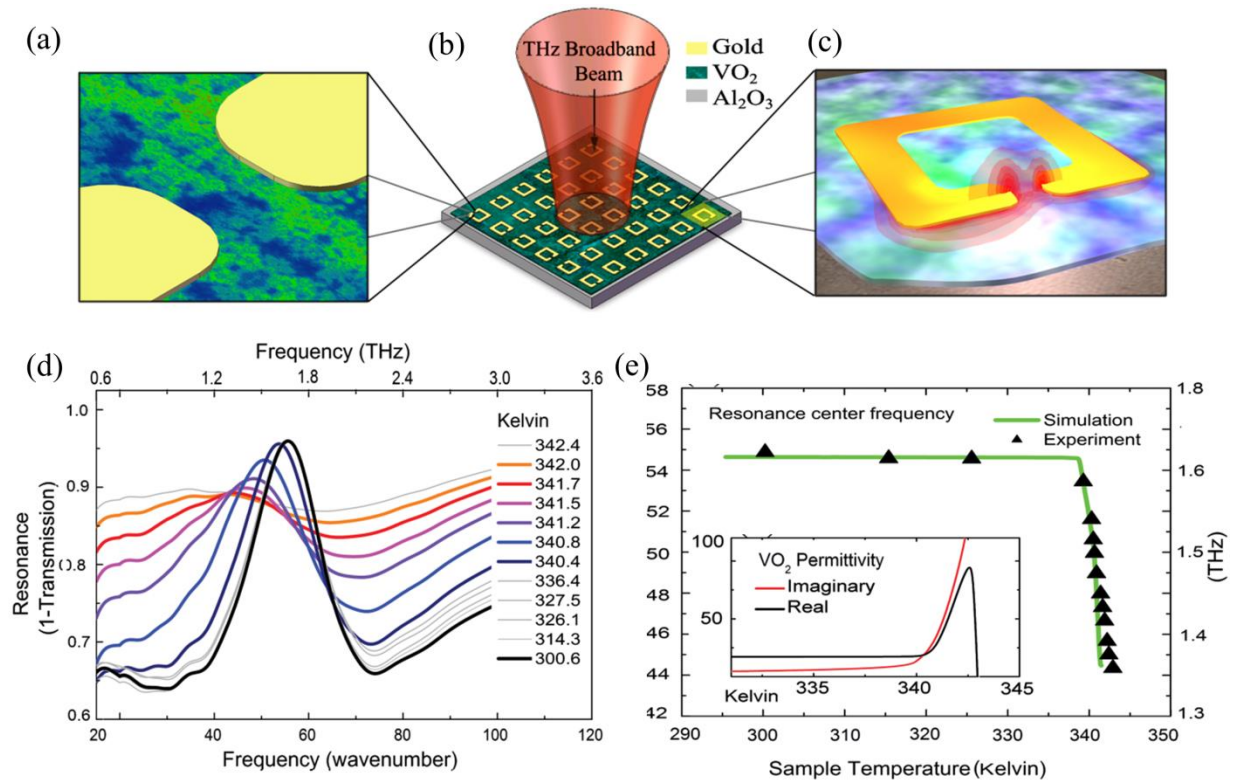 (a)
(b)
THz Broadband
Beam
Gold
VO2
Al2O3
(c)
(d)
Frequency (THz)
0.6 1.2 1.8 2.4 3.0 3.6
Resonance
(1-Transmission)
1.0
0.9
0.8
0.7
0.6
Kelvin
342.4
342.0
341.7
341.5
341.2
340.8
340.4
336.4
327.5
326.1
314.3
300.6
20 40 60 80 100 120
Frequency (wavenumber)
(e)
58
56
54
52
50
48
46
44
42
Resonance center frequency
Simulation
Experiment
1.8
1.7
1.6
1.5
1.4
1.3
(THz)
100
50
VO2 Permittivity
Imaginary
Real
Kelvin
335 340 345
290 300 310 320 330 340 350
Sample Temperature (Kelvin)